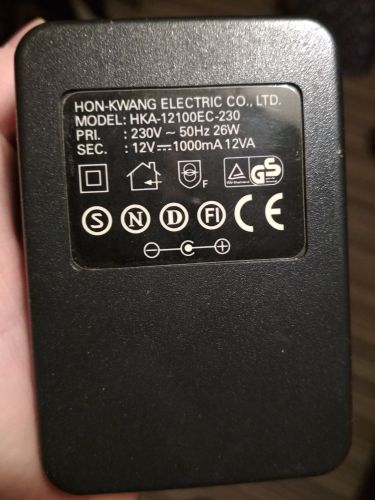 HON-KWANG ELECTRIC CO., LTD.
MODEL: HKA-12100EC-230
PRI. : 230V ~ 50Hz 26W
SEC. : 12V ⎓ 1000mA 12VA
F GS
S N D FI CE
− +